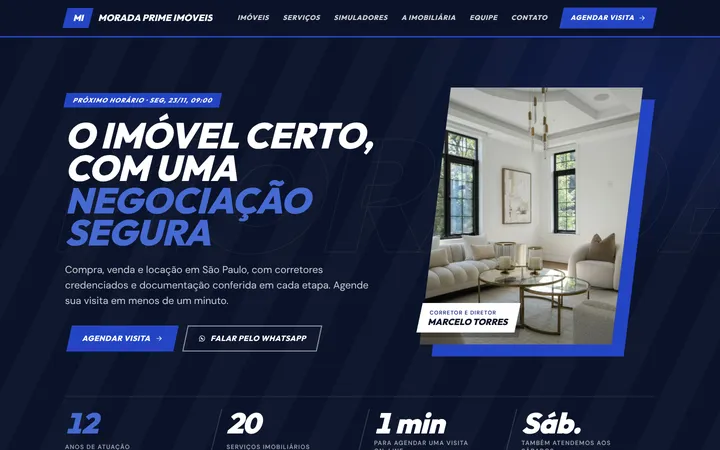 MI MORADA PRIME IMÓVEIS IMÓVEIS SERVIÇOS SIMULADORES A IMOBILIÁRIA EQUIPE CONTATO AGENDAR VISITA →
PRÓXIMO HORÁRIO · SEG, 23/11, 09:00
O IMÓVEL CERTO,
COM UMA
NEGOCIAÇÃO
SEGURA
Compra, venda e locação em São Paulo, com corretores
credenciados e documentação conferida em cada etapa. Agende
sua visita em menos de um minuto.
AGENDAR VISITA → FALAR PELO WHATSAPP
CORRETOR E DIRETOR
MARCELO TORRES
12 20 1 min Sáb.
ANOS DE ATUAÇÃO SERVIÇOS IMOBILIÁRIOS PARA AGENDAR UMA VISITA TAMBÉM ATENDEMOS AOS